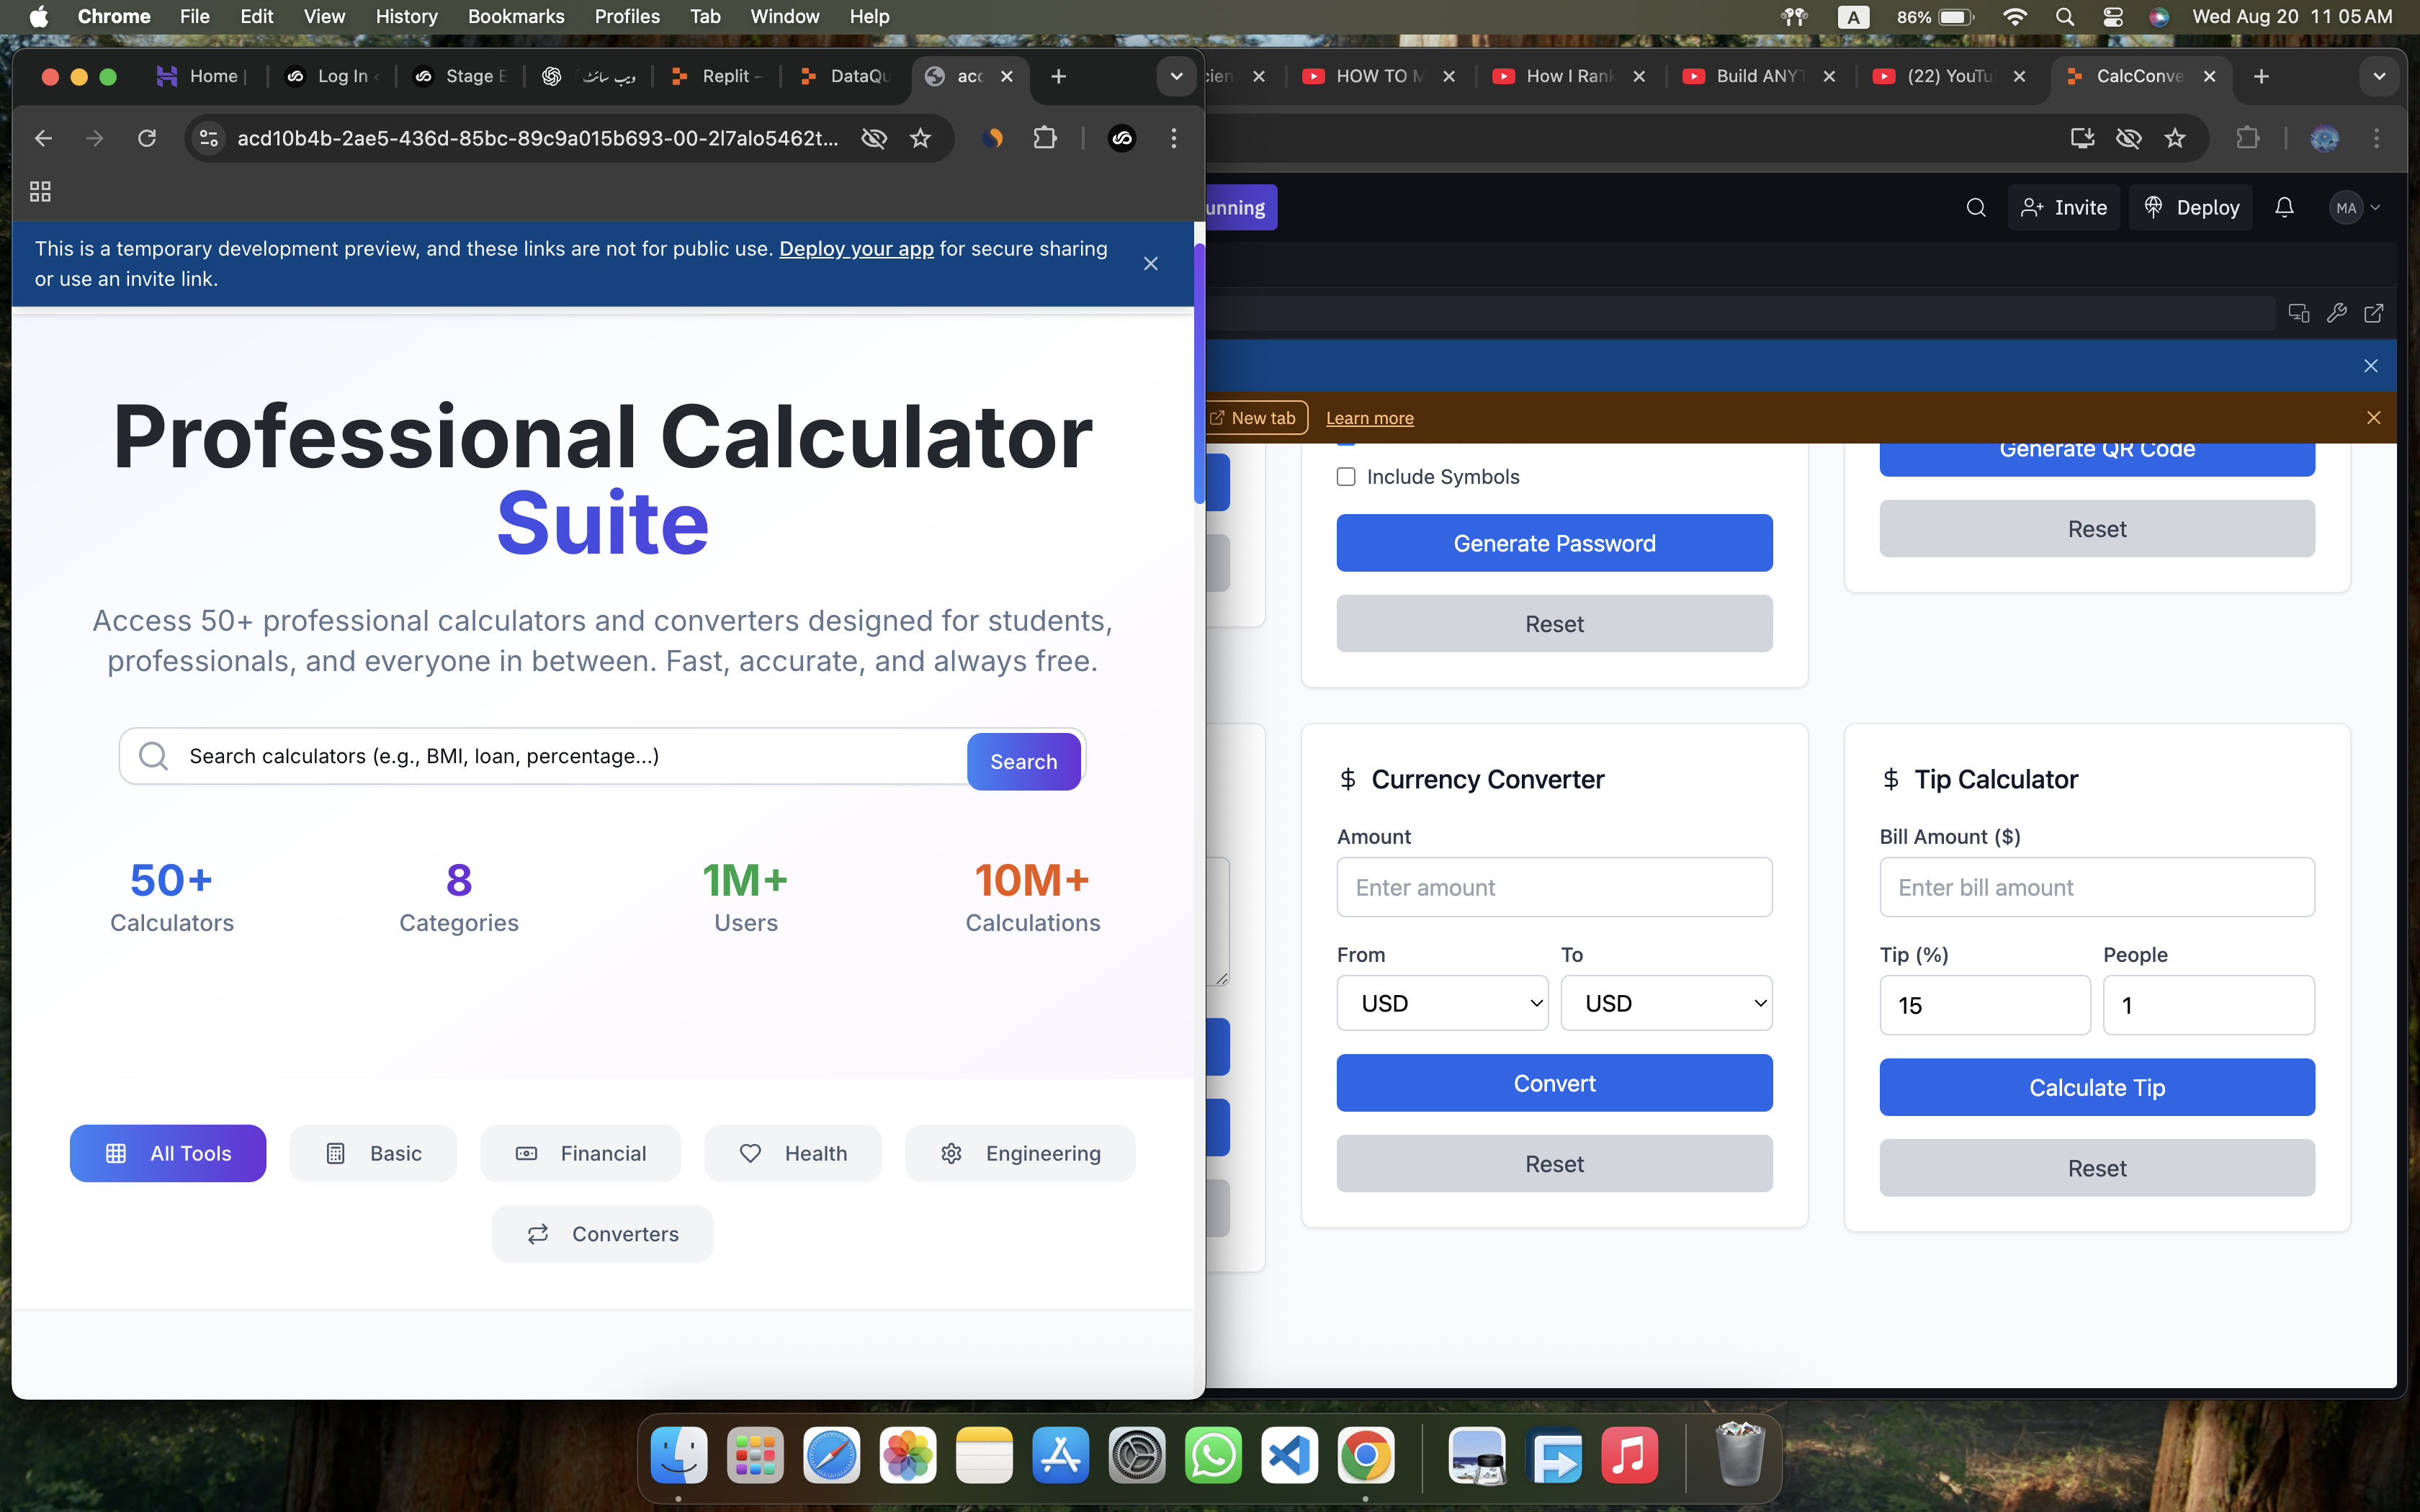 Chrome File Edit View History Bookmarks Profiles Tab Window Help
A 86% Wed Aug 20 11 05 AM
Home
Log In
Stage E
ویب سائٹ
Replit –
DataQu
acc
cien
HOW TO M
How I Rank
Build ANYT
(22) YouTu
CalcConve
acd10b4b-2ae5-436d-85bc-89c9a015b693-00-2l7alo5462t...
This is a temporary development preview, and these links are not for public use. Deploy your app for secure sharing
or use an invite link.
Professional Calculator
Suite
Access 50+ professional calculators and converters designed for students,
professionals, and everyone in between. Fast, accurate, and always free.
Search calculators (e.g., BMI, loan, percentage...)
Search
50+ 8 1M+ 10M+
Calculators Categories Users Calculations
All Tools Basic Financial Health Engineering
Converters
unning
Invite
Deploy
MA
New tab Learn more
Include Symbols
Generate Password
Reset
Generate QR Code
Reset
Currency Converter
Amount
Enter amount
From To
USD USD
Convert
Reset
Tip Calculator
Bill Amount ($)
Enter bill amount
Tip (%) People
15 1
Calculate Tip
Reset